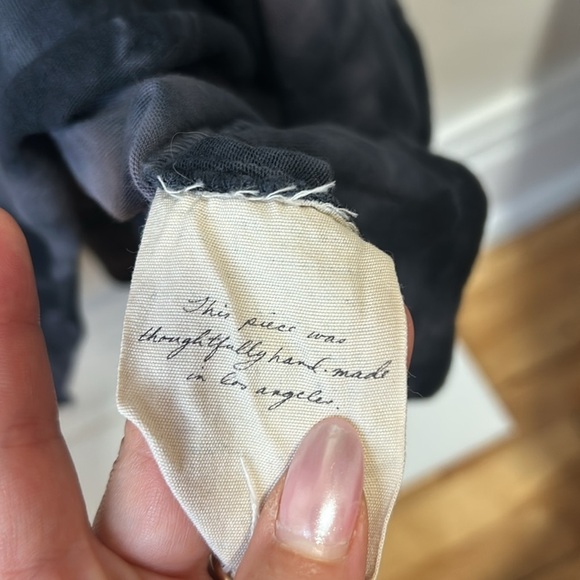 This piece was
thoughtfully hand-made
in los angeles.